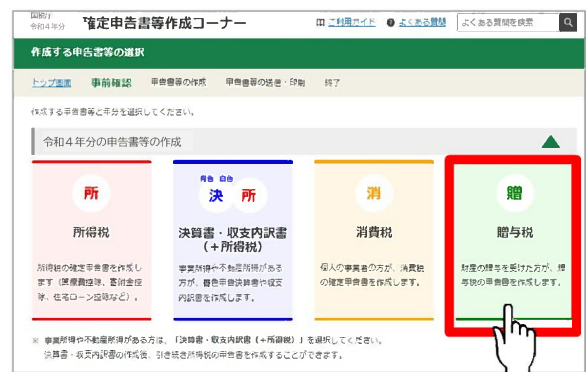 国税庁
令和4年分 確定申告書等作成コーナー ご利用ガイド ? よくある質問 よくある質問を検索
作成する申告書等の選択
トップ画面 事前確認 申告書等の作成 申告書等の送信・印刷 終了
作成する申告書等と年分を選択してください。
令和4年分の申告書等の作成
所
所得税
所得税の確定申告書を作成し
ます（医療費控除、寄附金控
除、住宅ローン控除など）。
青色 白色
決 所
決算書・収支内訳書
（+所得税）
事業所得や不動産所得がある
方が、青色申告決算書や収支
内訳書を作成します。
消
消費税
個人の事業者の方が、消費税
の確定申告書を作成します。
贈
贈与税
財産の贈与を受けた方が、贈
与税の申告書を作成します。
※ 事業所得や不動産所得がある方は、「決算書・収支内訳書（+所得税）」を選択してください。
決算書・収支内訳書の作成後、引き続き所得税の申告書を作成することができます。